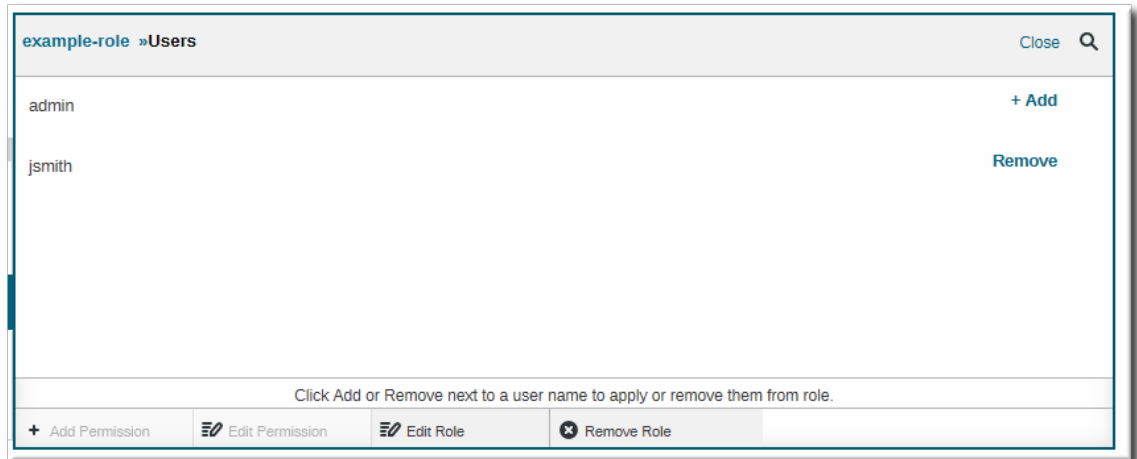 example-role »Users Close
admin + Add
jsmith Remove
Click Add or Remove next to a user name to apply or remove them from role.
+ Add Permission Edit Permission Edit Role Remove Role